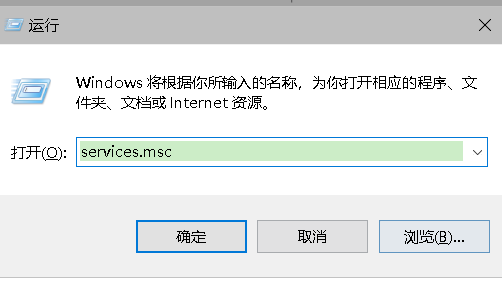 运行
Windows 将根据你所输入的名称，为你打开相应的程序、文
件夹、文档或 Internet 资源。
打开(O): services.msc
确定 取消 浏览(B)...